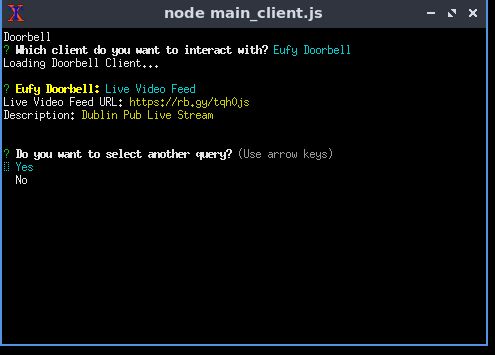 node main_client.js
Doorbell
? Which client do you want to interact with? Eufy Doorbell
Loading Doorbell Client...
? Eufy Doorbell: Live Video Feed
Live Video Feed URL: https://rb.gy/tqh0js
Description: Dublin Pub Live Stream
? Do you want to select another query? (Use arrow keys)
Yes
No